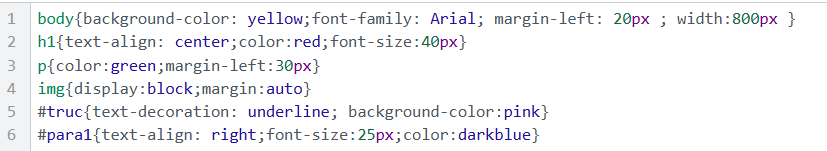 1 body{background-color: yellow;font-family: Arial; margin-left: 20px ; width:800px }
2 h1{text-align: center;color:red;font-size:40px}
3 p{color:green;margin-left:30px}
4 img{display:block;margin:auto}
5 #truc{text-decoration: underline; background-color:pink}
6 #para1{text-align: right;font-size:25px;color:darkblue}